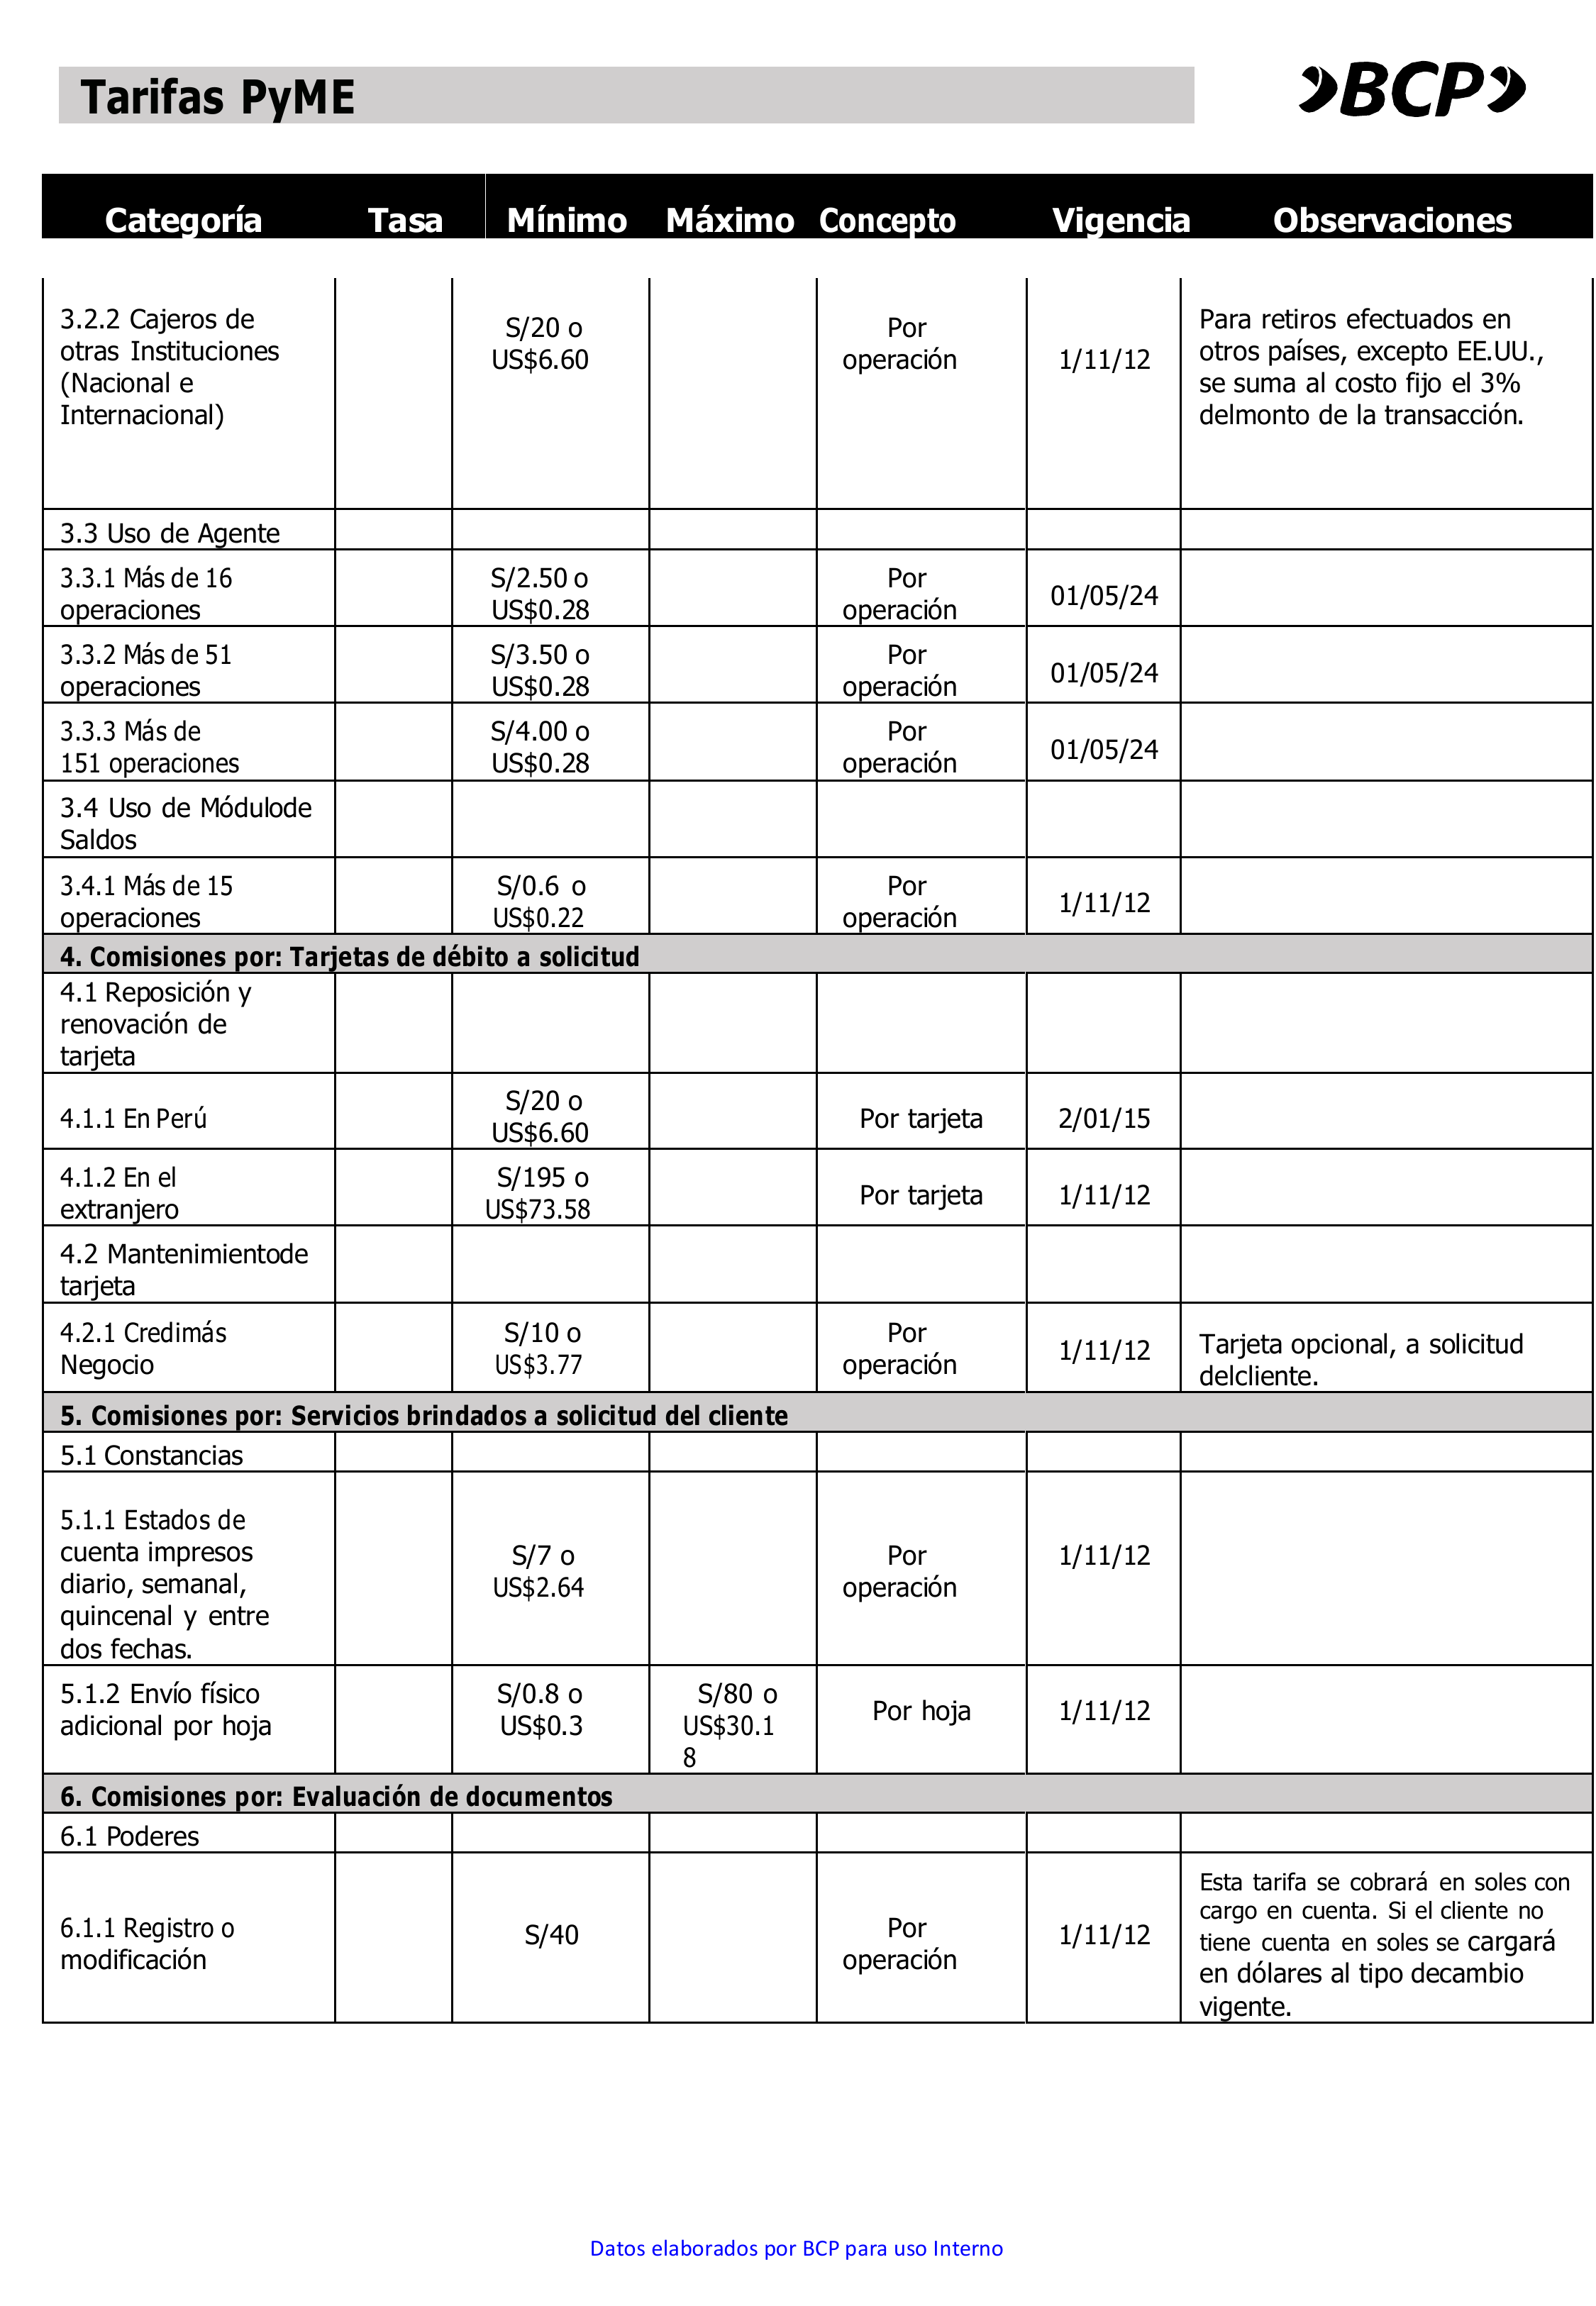 Tarifas PyME
BCP
Categoría Tasa Mínimo Máximo Concepto Vigencia Observaciones
3.2.2 Cajeros de
otras Instituciones
(Nacional e
Internacional)
S/20 o
US$6.60
Por
operación
1/11/12
Para retiros efectuados en
otros países, excepto EE.UU.,
se suma al costo fijo el 3%
delmonto de la transacción.
3.3 Uso de Agente
3.3.1 Más de 16
operaciones
S/2.50 o
US$0.28
Por
operación
01/05/24
3.3.2 Más de 51
operaciones
S/3.50 o
US$0.28
Por
operación
01/05/24
3.3.3 Más de
151 operaciones
S/4.00 o
US$0.28
Por
operación
01/05/24
3.4 Uso de Módulode
Saldos
3.4.1 Más de 15
operaciones
S/0.6 o
US$0.22
Por
operación
1/11/12
4. Comisiones por: Tarjetas de débito a solicitud
4.1 Reposición y
renovación de
tarjeta
4.1.1 En Perú
S/20 o
US$6.60
Por tarjeta
2/01/15
4.1.2 En el
extranjero
S/195 o
US$73.58
Por tarjeta
1/11/12
4.2 Mantenimientode
tarjeta
4.2.1 Credimás
Negocio
S/10 o
US$3.77
Por
operación
1/11/12
Tarjeta opcional, a solicitud
delcliente.
5. Comisiones por: Servicios brindados a solicitud del cliente
5.1 Constancias
5.1.1 Estados de
cuenta impresos
diario, semanal,
quincenal y entre
dos fechas.
S/7 o
US$2.64
Por
operación
1/11/12
5.1.2 Envío físico
adicional por hoja
S/0.8 o
US$0.3
S/80 o
US$30.1
8
Por hoja
1/11/12
6. Comisiones por: Evaluación de documentos
6.1 Poderes
6.1.1 Registro o
modificación
S/40
Por
operación
1/11/12
Esta tarifa se cobrará en soles con
cargo en cuenta. Si el cliente no
tiene cuenta en soles se cargará
en dólares al tipo decambio
vigente.
Datos elaborados por BCP para uso Interno